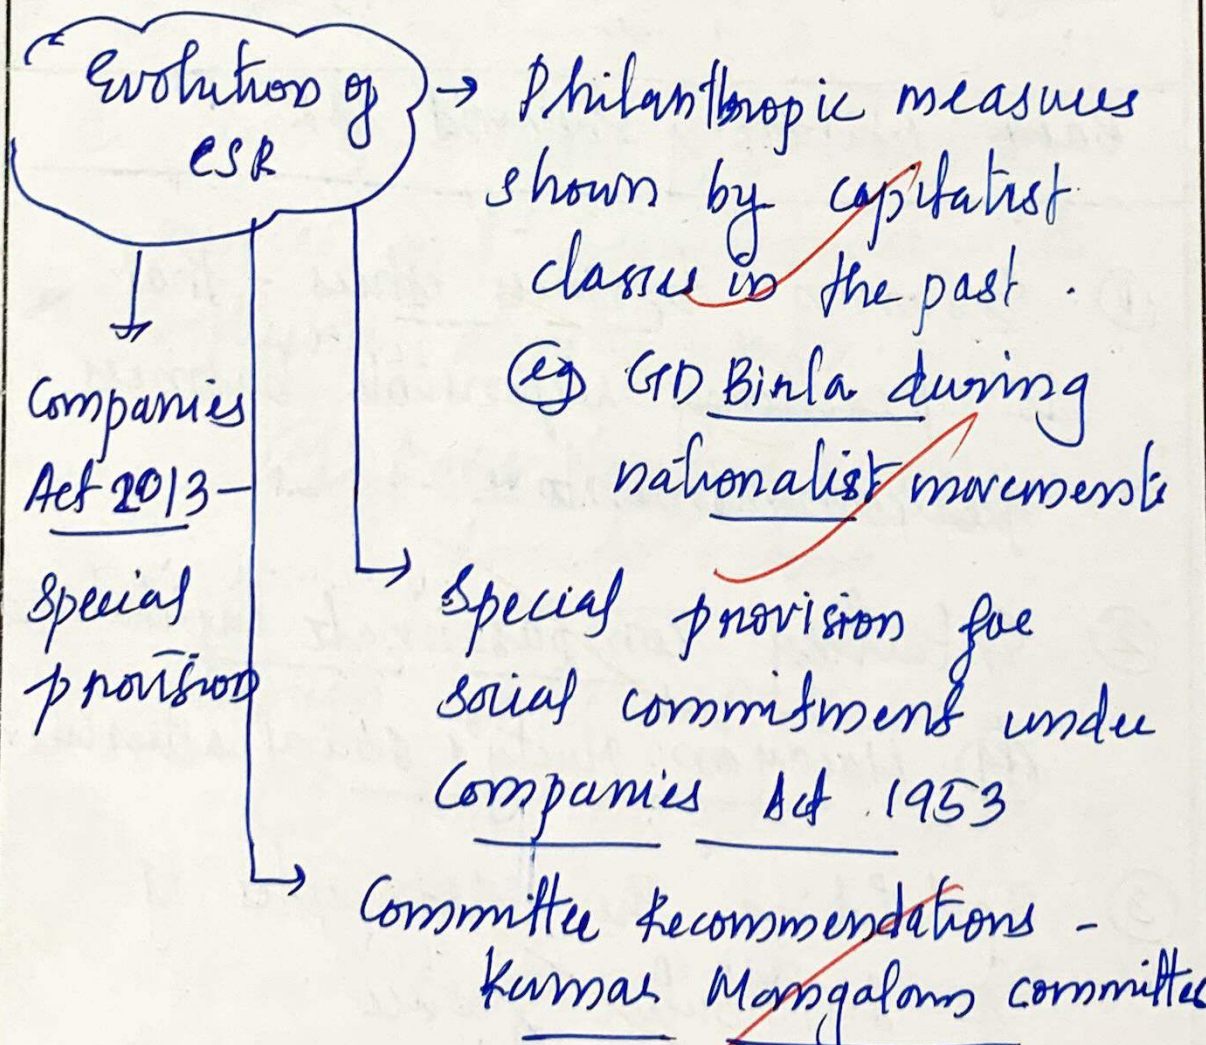 Evolution of
CSR
Philanthropic measures
shown by capitalist
classes in the past.
eg GD Birla during
nationalist movements
Companies
Act 2013 -
special
provision
Special provision for
social commitment under
Companies Act 1953
Committee Recommendations -
Kumar Mangalam committee